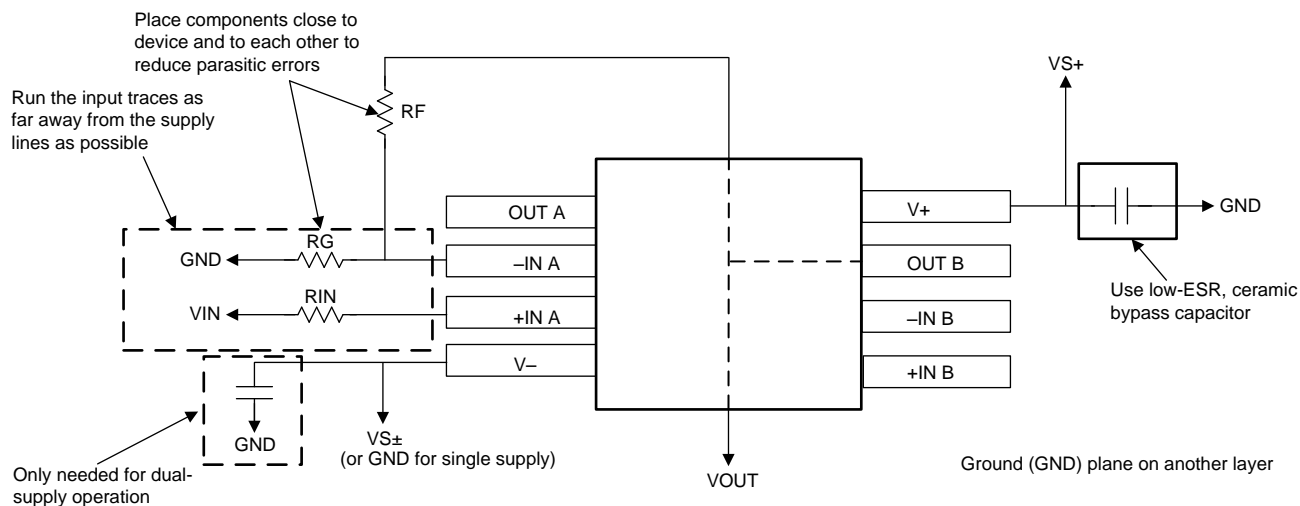 Place components close to
device and to each other to
reduce parasitic errors
Run the input traces as
far away from the supply
lines as possible
RF
VS+
OUT A
V+
GND
RG
GND
–IN A
OUT B
Use low-ESR, ceramic
bypass capacitor
RIN
VIN
+IN A
–IN B
V–
+IN B
GND
VS±
(or GND for single supply)
Only needed for dual-
supply operation
VOUT
Ground (GND) plane on another layer